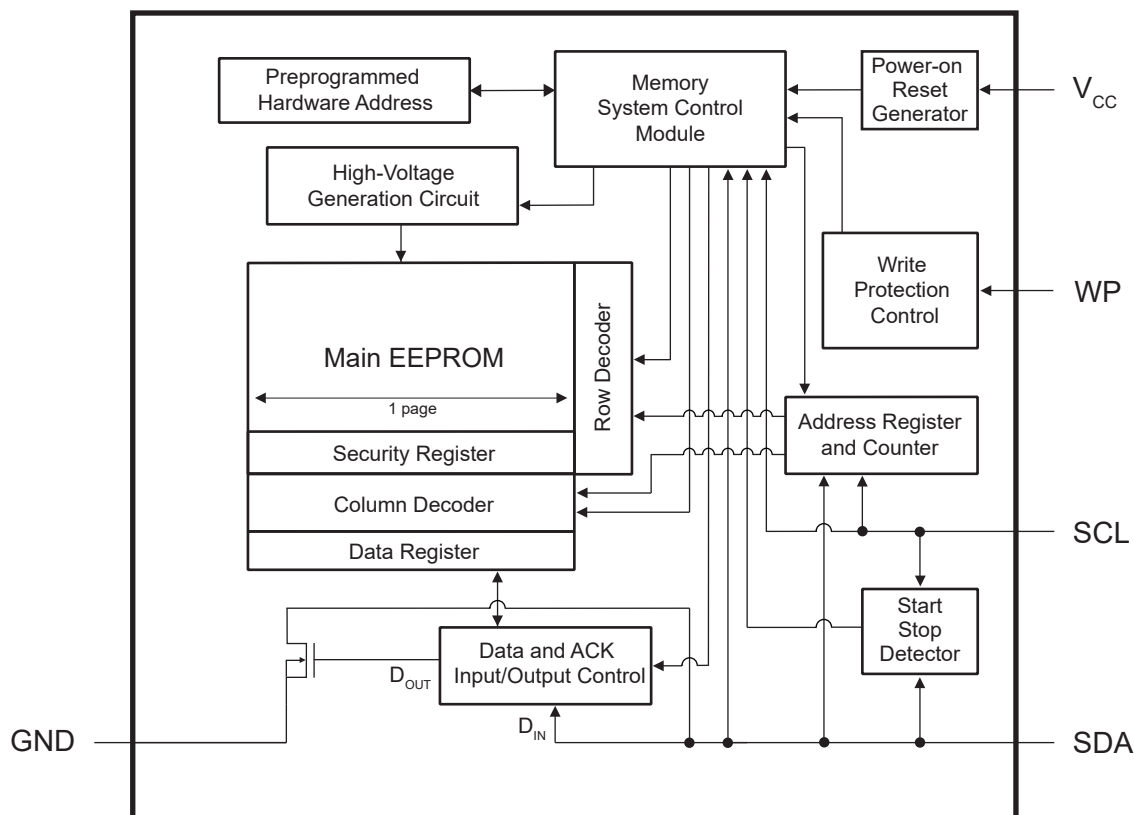 Preprogrammed
Hardware Address
Memory
System Control
Module
Power-on
Reset
Generator
VCC
High-Voltage
Generation Circuit
Write
Protection
Control
WP
Main EEPROM
1 page
Row Decoder
Address Register
and Counter
Security Register
Column Decoder
Data Register
SCL
Start
Stop
Detector
Data and ACK
Input/Output Control
DOUT
DIN
GND
SDA